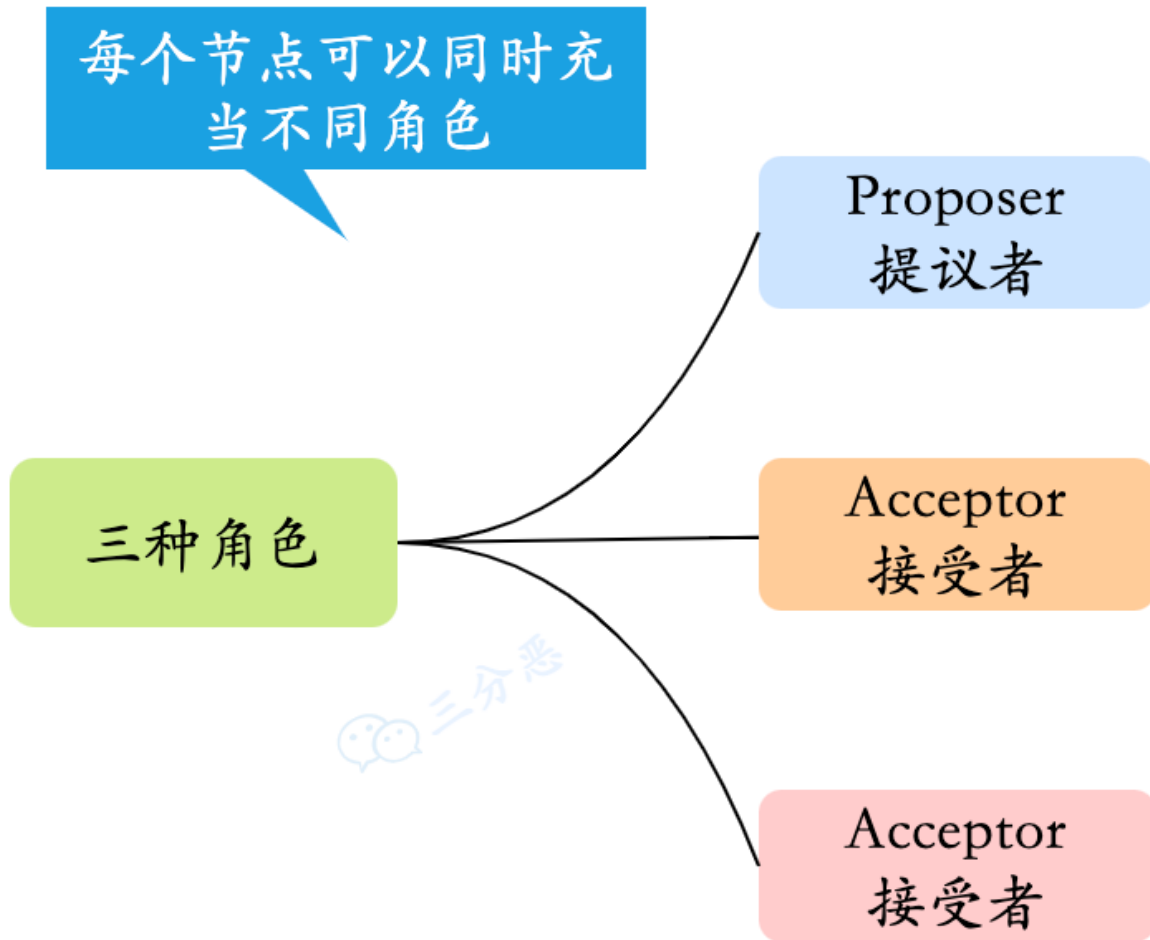 每个节点可以同时充
当不同角色
Proposer
提议者
三种角色
Acceptor
接受者
Acceptor
接受者
三分恶